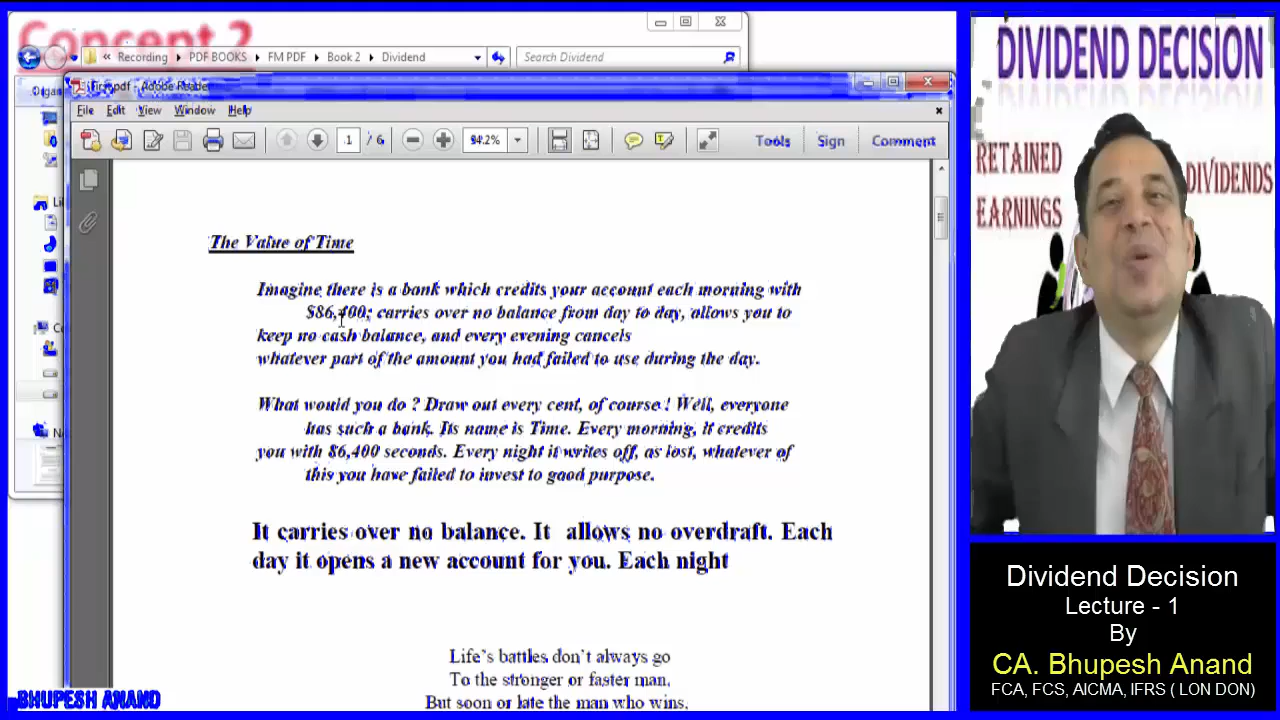 Concept 2
« Recording
PDF BOOKS
FM PDF
Book 2
Dividend
Search Dividend
Organ
.pdf - Adobe Reader
File Edit View Window Help
1 / 6
94.2%
Tools
Sign
Comment
The Value of Time
Imagine there is a bank which credits your account each morning with
$86,400; carries over no balance from day to day, allows you to
keep no cash balance, and every evening cancels
whatever part of the amount you had failed to use during the day.
What would you do ? Draw out every cent, of course ! Well, everyone
has such a bank. Its name is Time. Every morning, it credits
you with 86,400 seconds. Every night it writes off, as lost, whatever of
this you have failed to invest to good purpose.
It carries over no balance. It allows no overdraft. Each
day it opens a new account for you. Each night
Life's battles don't always go
To the stronger or faster man,
But soon or late the man who wins,
BHUPESH ANAND
DIVIDEND DECISION
RETAINED
EARNINGS
DIVIDENDS
Dividend Decision
Lecture - 1
By
CA. Bhupesh Anand
FCA, FCS, AICMA, IFRS ( LON DON)